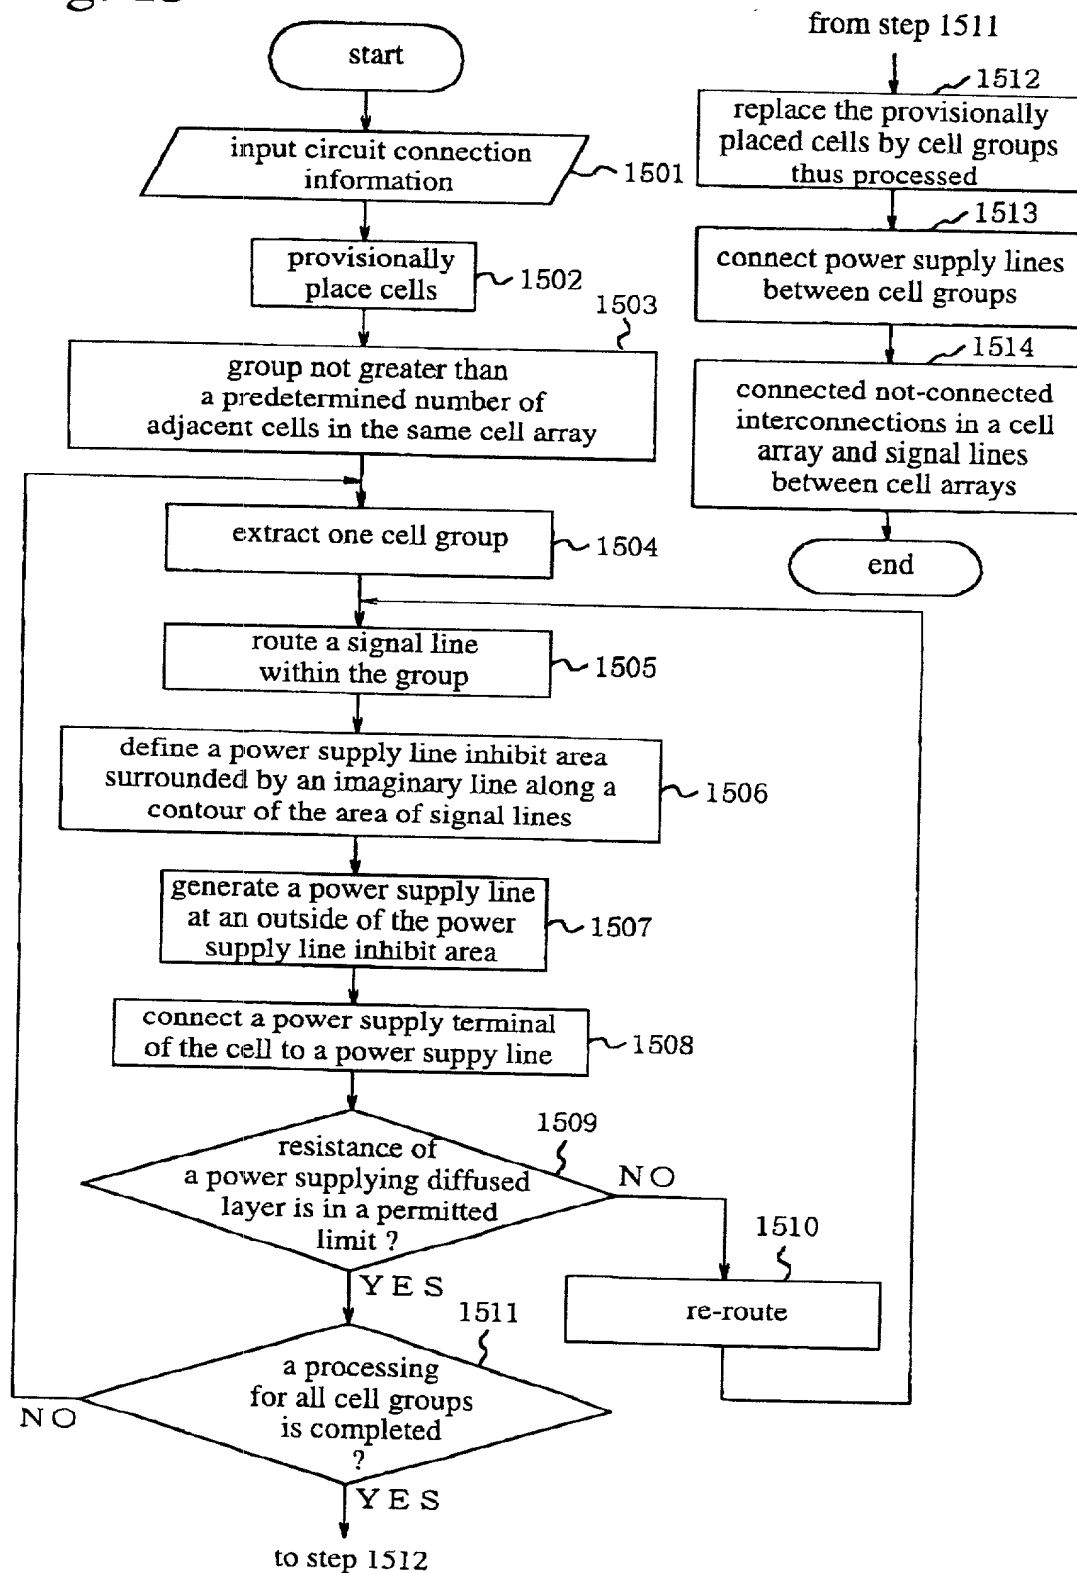 start
input circuit connection
information
1501
provisionally
place cells
1502
1503
group not greater than
a predetermined number of
adjacent cells in the same cell array
extract one cell group
1504
route a signal line
within the group
1505
define a power supply line inhibit area
surrounded by an imaginary line along a
contour of the area of signal lines
1506
generate a power supply line
at an outside of the power
supply line inhibit area
1507
connect a power supply terminal
of the cell to a power suppy line
1508
1509
resistance of
a power supplying diffused
layer is in a permitted
limit ?
NO
YES
1510
re-route
1511
a processing
for all cell groups
is completed
?
NO
YES
to step 1512
from step 1511
1512
replace the provisionally
placed cells by cell groups
thus processed
1513
connect power supply lines
between cell groups
1514
connected not-connected
interconnections in a cell
array and signal lines
between cell arrays
end